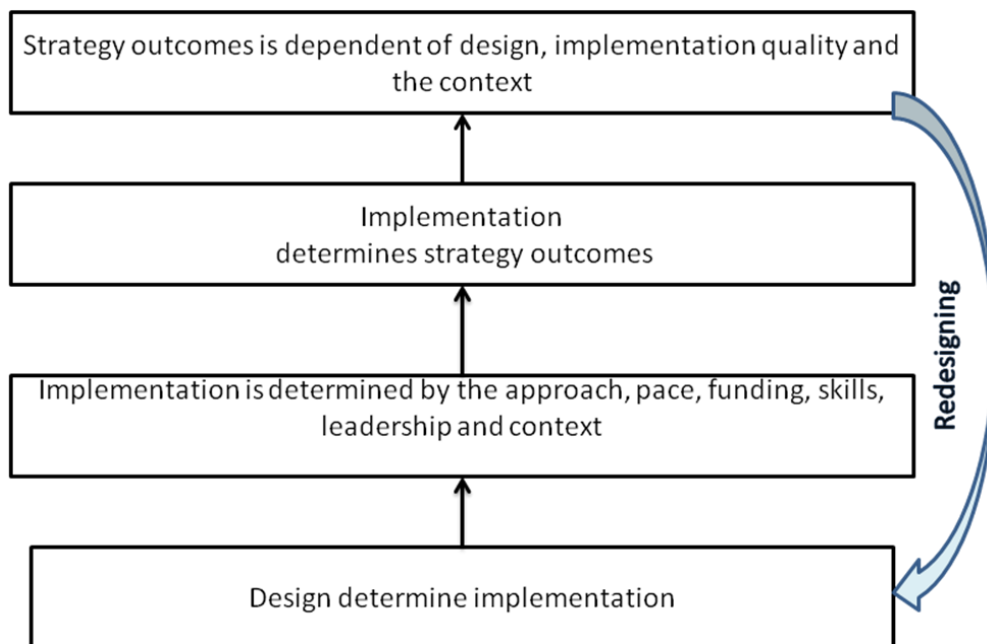 Strategy outcomes is dependent of design, implementation quality and
the context
Implementation
determines strategy outcomes
Implementation is determined by the approach, pace, funding, skills,
leadership and context
Redesigning
Design determine implementation